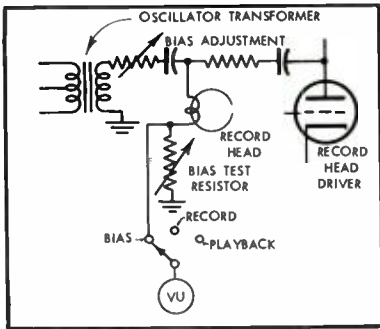 OSCILLATOR TRANSFORMER
BIAS ADJUSTMENT
RECORD
HEAD
RECORD
HEAD
DRIVER
BIAS TEST
RESISTOR
RECORD
BIAS
PLAYBACK
VU